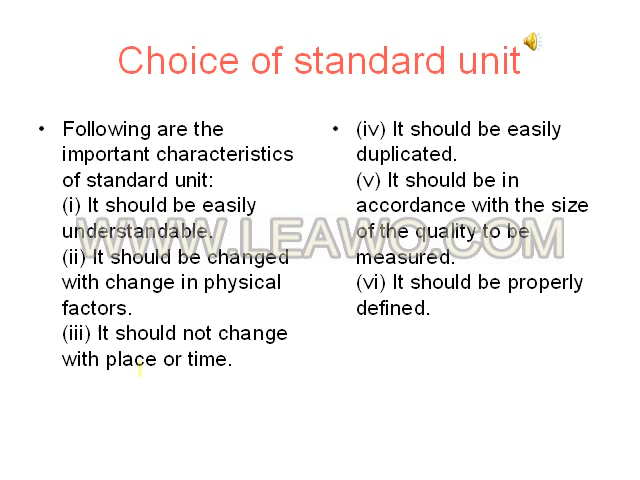 Choice of standard unit
• Following are the
important characteristics
of standard unit:
(i) It should be easily
understandable.
(ii) It should be changed
with change in physical
factors.
(iii) It should not change
with place or time.
• (iv) It should be easily
duplicated.
(v) It should be in
accordance with the size
of the quality to be
measured.
(vi) It should be properly
defined.
WWW.LEAWO.COM